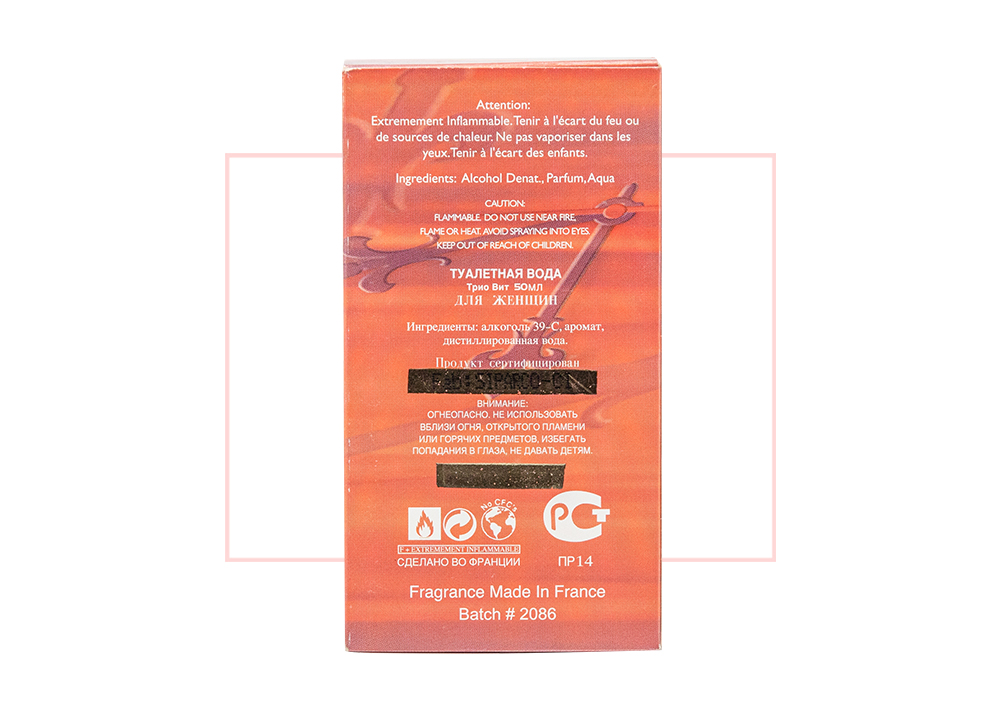 Attention:
Extremement Inflammable. Tenir à l'écart du feu ou
de sources de chaleur. Ne pas vaporiser dans les
yeux. Tenir à l'écart des enfants.
Ingredients: Alcohol Denat., Parfum, Aqua
CAUTION:
FLAMMABLE. DO NOT USE NEAR FIRE,
FLAME OR HEAT. AVOID SPRAYING INTO EYES.
KEEP OUT OF REACH OF CHILDREN.
ТУАЛЕТНАЯ ВОДА
Трио Вит 50МЛ
ДЛЯ ЖЕНЩИН
Ингредиенты: алкоголь 39-С, аромат,
дистиллированная вода.
Продукт сертифицирован
ВНИМАНИЕ:
ОГНЕОПАСНО. НЕ ИСПОЛЬЗОВАТЬ
ВБЛИЗИ ОГНЯ, ОТКРЫТОГО ПЛАМЕНИ
ИЛИ ГОРЯЧИХ ПРЕДМЕТОВ, ИЗБЕГАТЬ
ПОПАДАНИЯ В ГЛАЗА, НЕ ДАВАТЬ ДЕТЯМ.
No CFC's
РСТ
F + EXTREMEMENT INFLAMMABLE
СДЕЛАНО ВО ФРАНЦИИ
ПР14
Fragrance Made In France
Batch # 2086